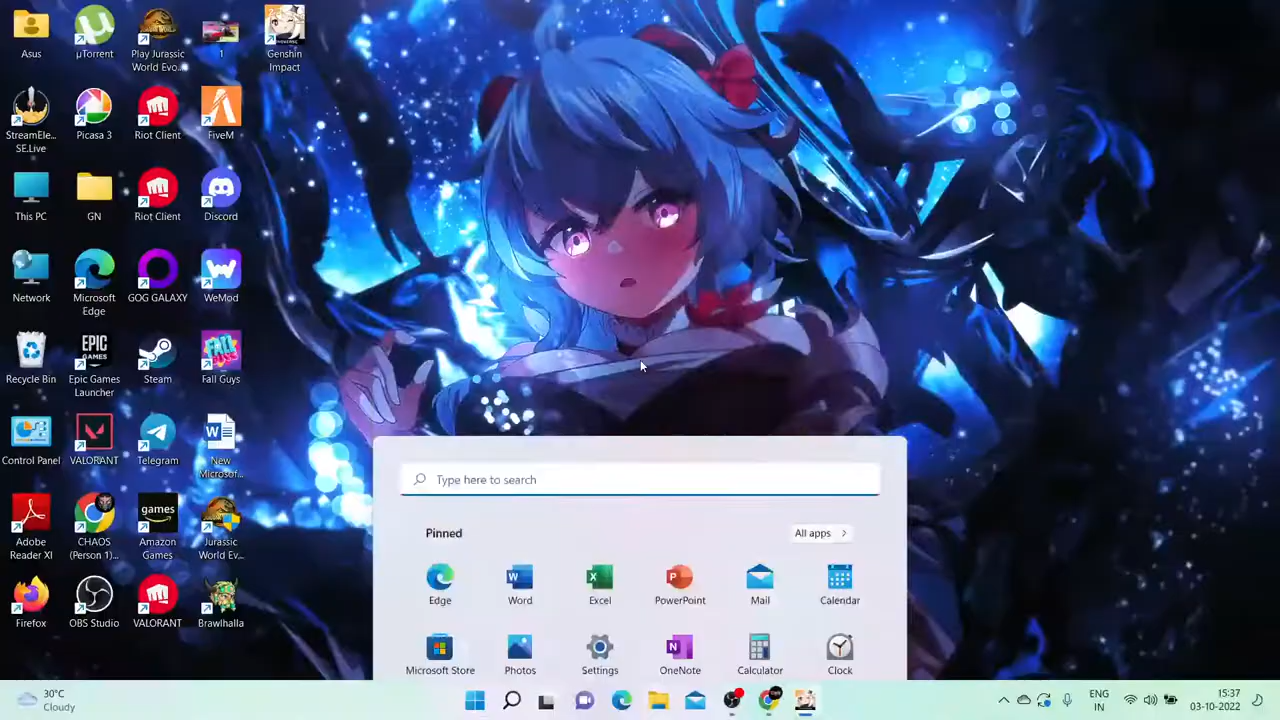 Asus
µTorrent
Play Jurassic
World Evo...
1
Genshin
Impact
StreamEle...
SE.Live
Picasa 3
Riot Client
FiveM
This PC
GN
Riot Client
Discord
Network
Microsoft
Edge
GOG GALAXY
WeMod
Recycle Bin
EPIC
GAMES
Epic Games
Launcher
Steam
Fall Guys
Control Panel
VALORANT
Telegram
New
Microsof...
Adobe
Reader XI
CHAOS
(Person 1)...
games
Amazon
Games
Jurassic
World Ev...
Firefox
OBS Studio
VALORANT
Brawlhalla
Type here to search
Pinned
All apps
Edge
Word
Excel
PowerPoint
Mail
Calendar
Microsoft Store
Photos
Settings
OneNote
Calculator
Clock
30°C
Cloudy
ENG
IN
15:37
03-10-2022